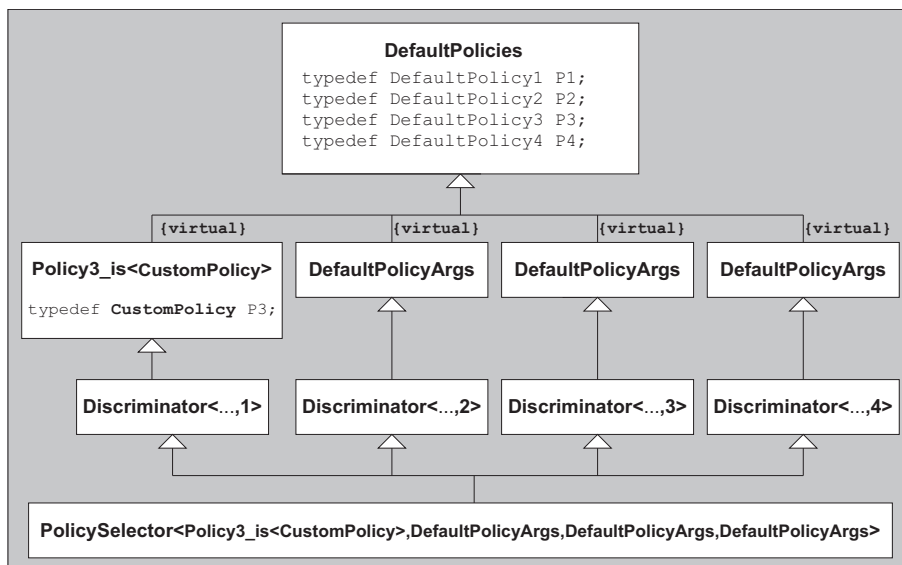 DefaultPolicies
typedef DefaultPolicy1 P1;
typedef DefaultPolicy2 P2;
typedef DefaultPolicy3 P3;
typedef DefaultPolicy4 P4;
{virtual} {virtual} {virtual} {virtual}
Policy3_is<CustomPolicy> DefaultPolicyArgs DefaultPolicyArgs DefaultPolicyArgs
typedef CustomPolicy P3;
Discriminator<...,1> Discriminator<...,2> Discriminator<...,3> Discriminator<...,4>
PolicySelector<Policy3_is<CustomPolicy>,DefaultPolicyArgs,DefaultPolicyArgs,DefaultPolicyArgs>